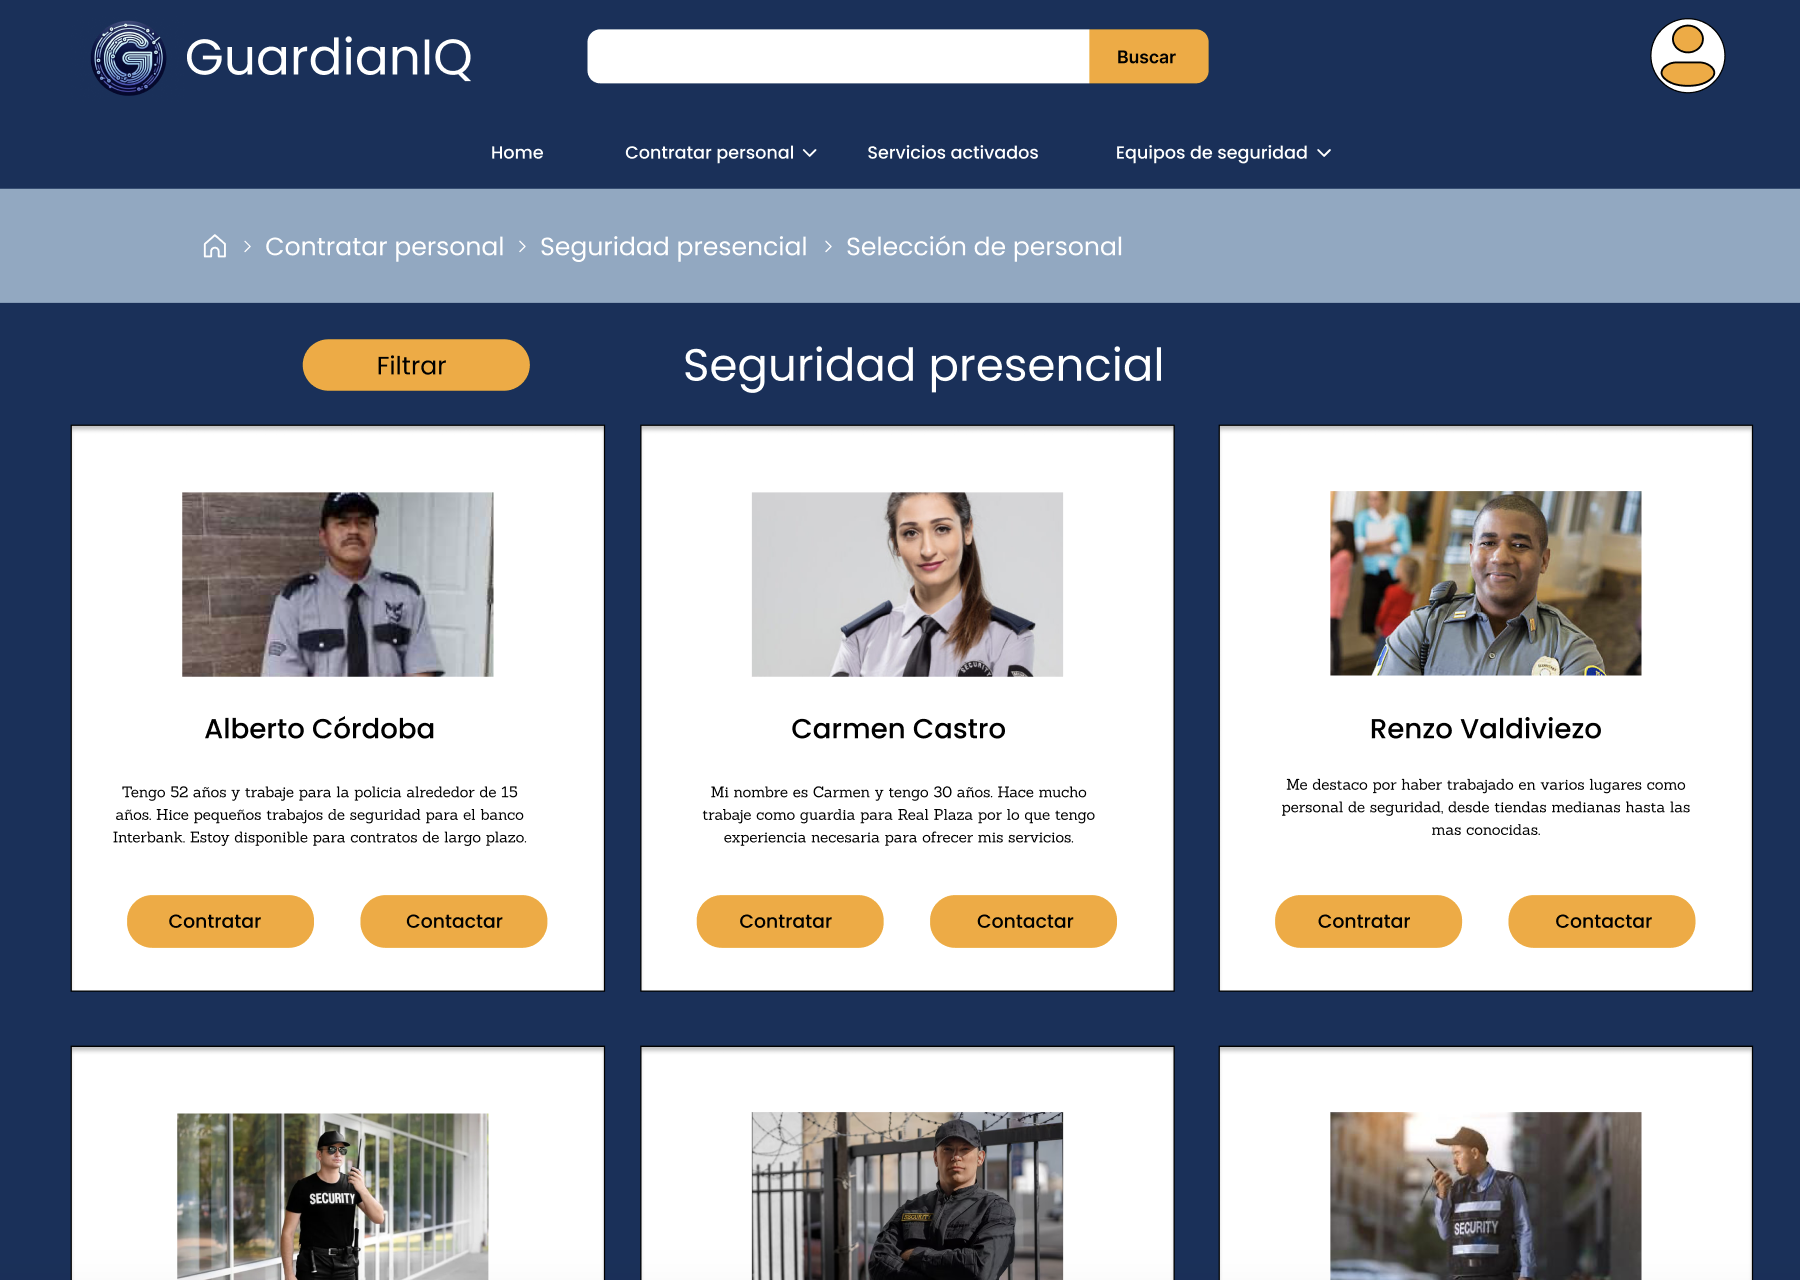 GuardianIQ
Buscar
Home
Contratar personal
Servicios activados
Equipos de seguridad
Contratar personal > Seguridad presencial > Selección de personal
Filtrar
Seguridad presencial
Alberto Córdoba
Tengo 52 años y trabaje para la policia alrededor de 15
años. Hice pequeños trabajos de seguridad para el banco
Interbank. Estoy disponible para contratos de largo plazo.
Contratar
Contactar
SECURITY
Carmen Castro
Mi nombre es Carmen y tengo 30 años. Hace mucho
trabaje como guardia para Real Plaza por lo que tengo
experiencia necesaria para ofrecer mis servicios.
Contratar
Contactar
Renzo Valdiviezo
Me destaco por haber trabajado en varios lugares como
personal de seguridad, desde tiendas medianas hasta las
mas conocidas.
Contratar
Contactar
SECURITY
SECURITY
SECURITY